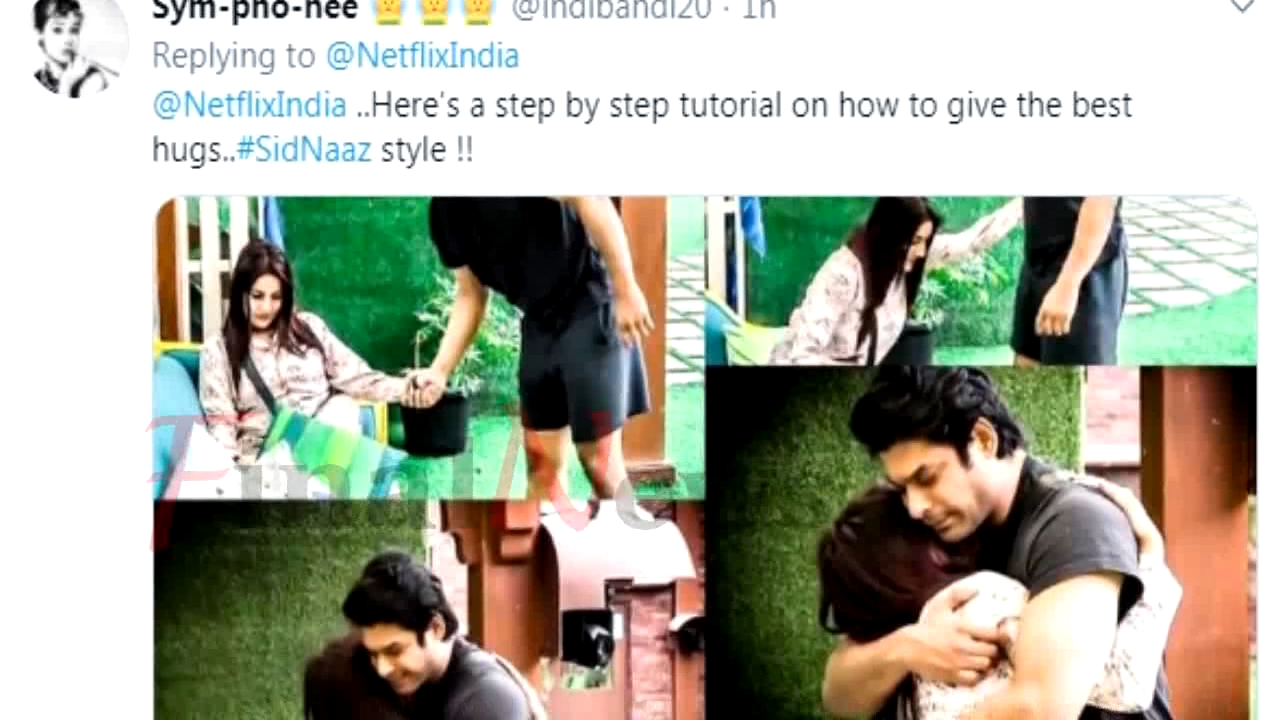 Sym-pho-nee @indibandi20 · 1h
Replying to @NetflixIndia
@NetflixIndia ..Here's a step by step tutorial on how to give the best
hugs..#SidNaaz style !!